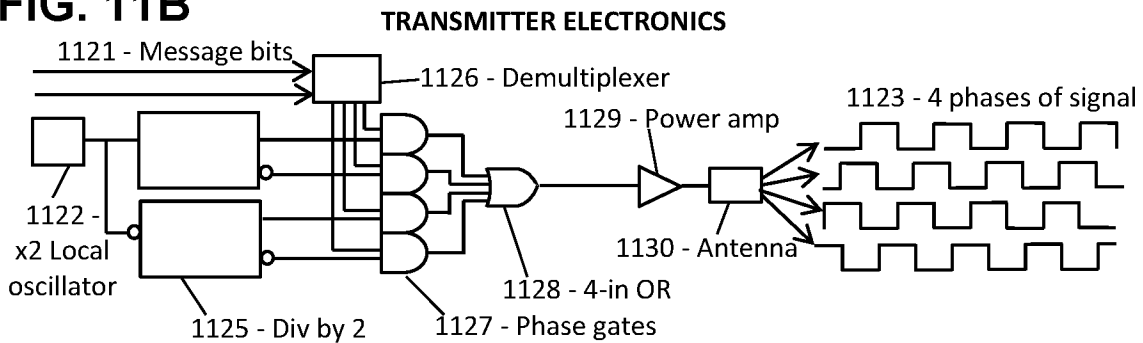 FIG. 11B
TRANSMITTER ELECTRONICS
1121 - Message bits
1126 - Demultiplexer
1129 - Power amp
1123 - 4 phases of signal
1122 -
x2 Local
oscillator
1130 - Antenna
1128 - 4-in OR
1125 - Div by 2
1127 - Phase gates